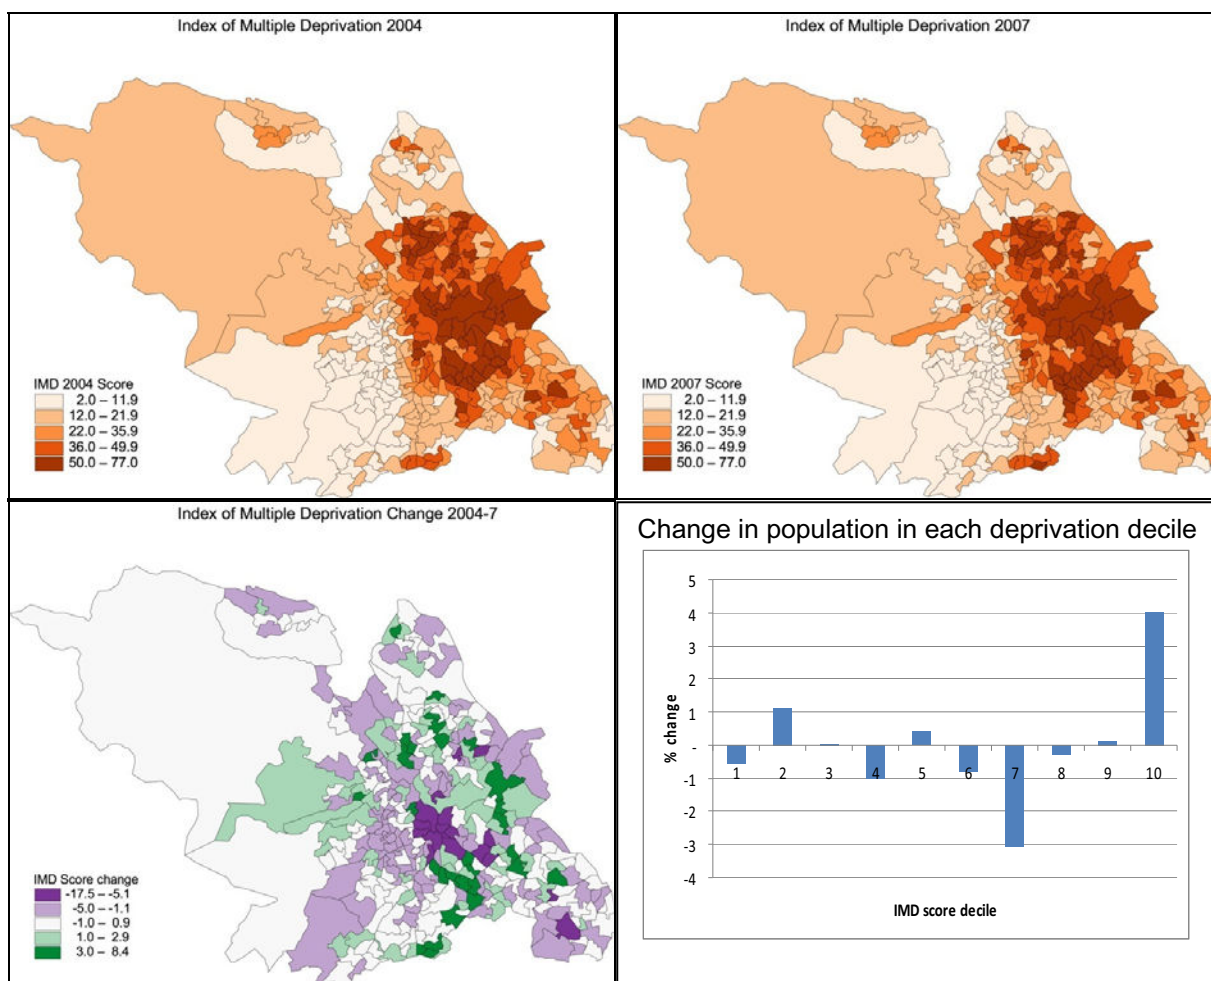 Index of Multiple Deprivation 2004
IMD 2004 Score
2.0 – 11.9
12.0 – 21.9
22.0 – 35.9
36.0 – 49.9
50.0 – 77.0
Index of Multiple Deprivation 2007
IMD 2007 Score
2.0 – 11.9
12.0 – 21.9
22.0 – 35.9
36.0 – 49.9
50.0 – 77.0
Index of Multiple Deprivation Change 2004-7
IMD Score change
-17.5 – -5.1
-5.0 – -1.1
-1.0 – 0.9
1.0 – 2.9
3.0 – 8.4
Change in population in each deprivation decile
5
4
3
2
1
-
-1
-2
-3
-4
% change
1 2 3 4 5 6 7 8 9 10
IMD score decile